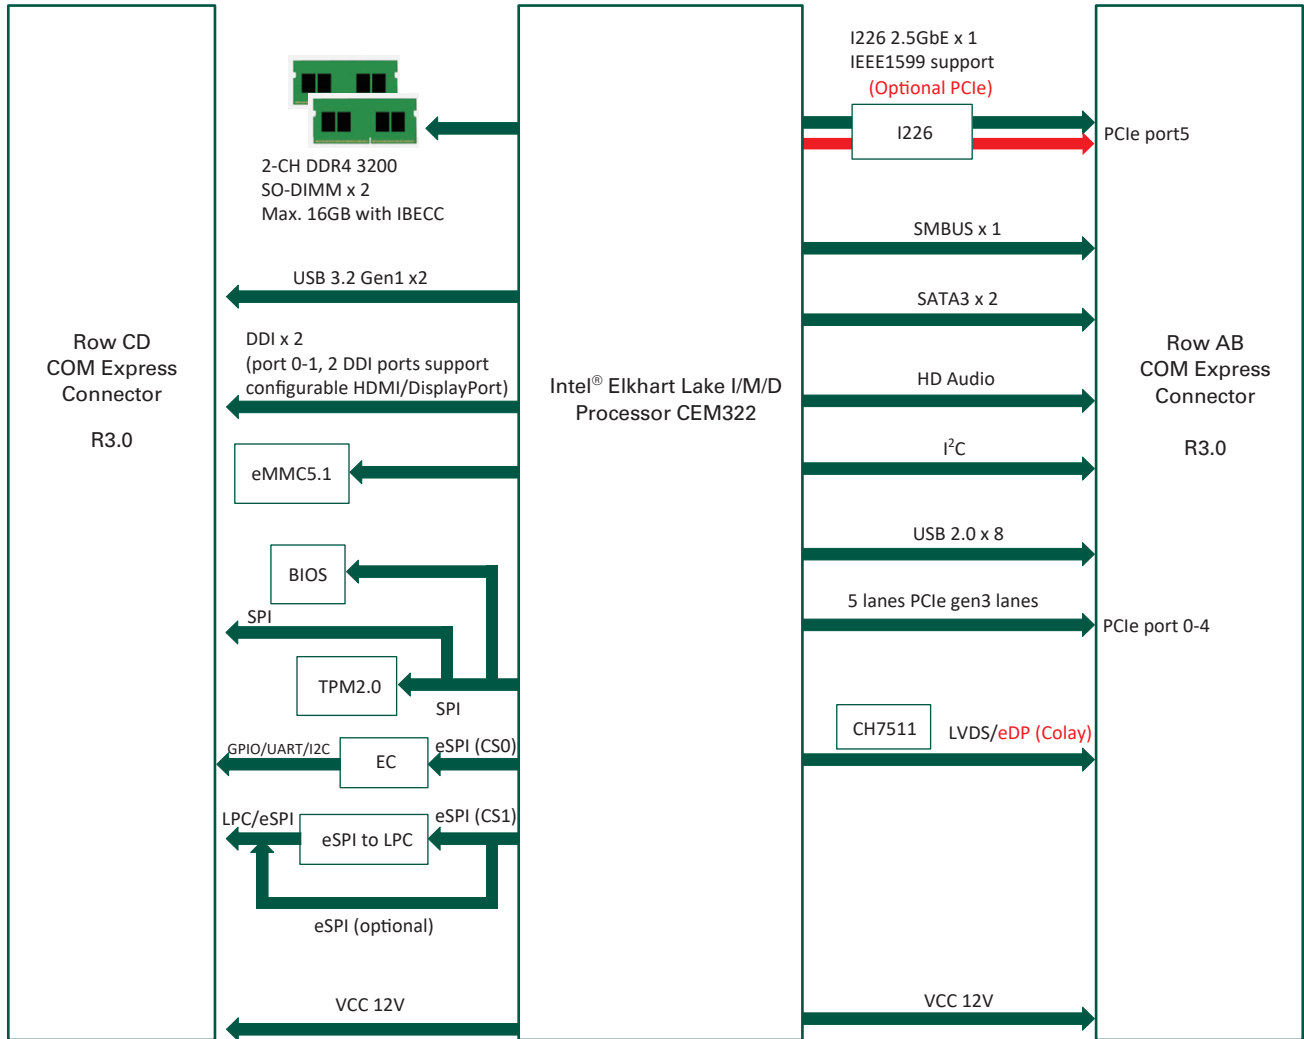 Row CD
COM Express
Connector
R3.0
2-CH DDR4 3200
SO-DIMM x 2
Max. 16GB with IBECC
USB 3.2 Gen1 x2
DDI x 2
(port 0-1, 2 DDI ports support
configurable HDMI/DisplayPort)
eMMC5.1
BIOS
SPI
TPM2.0
SPI
GPIO/UART/I2C
EC
eSPI (CS0)
LPC/eSPI
eSPI to LPC
eSPI (CS1)
eSPI (optional)
VCC 12V
Intel® Elkhart Lake I/M/D
Processor CEM322
I226 2.5GbE x 1
IEEE1599 support
(Optional PCIe)
I226
PCIe port5
SMBUS x 1
SATA3 x 2
HD Audio
I²C
USB 2.0 x 8
5 lanes PCIe gen3 lanes
PCIe port 0-4
CH7511
LVDS/eDP (Colay)
VCC 12V
Row AB
COM Express
Connector
R3.0